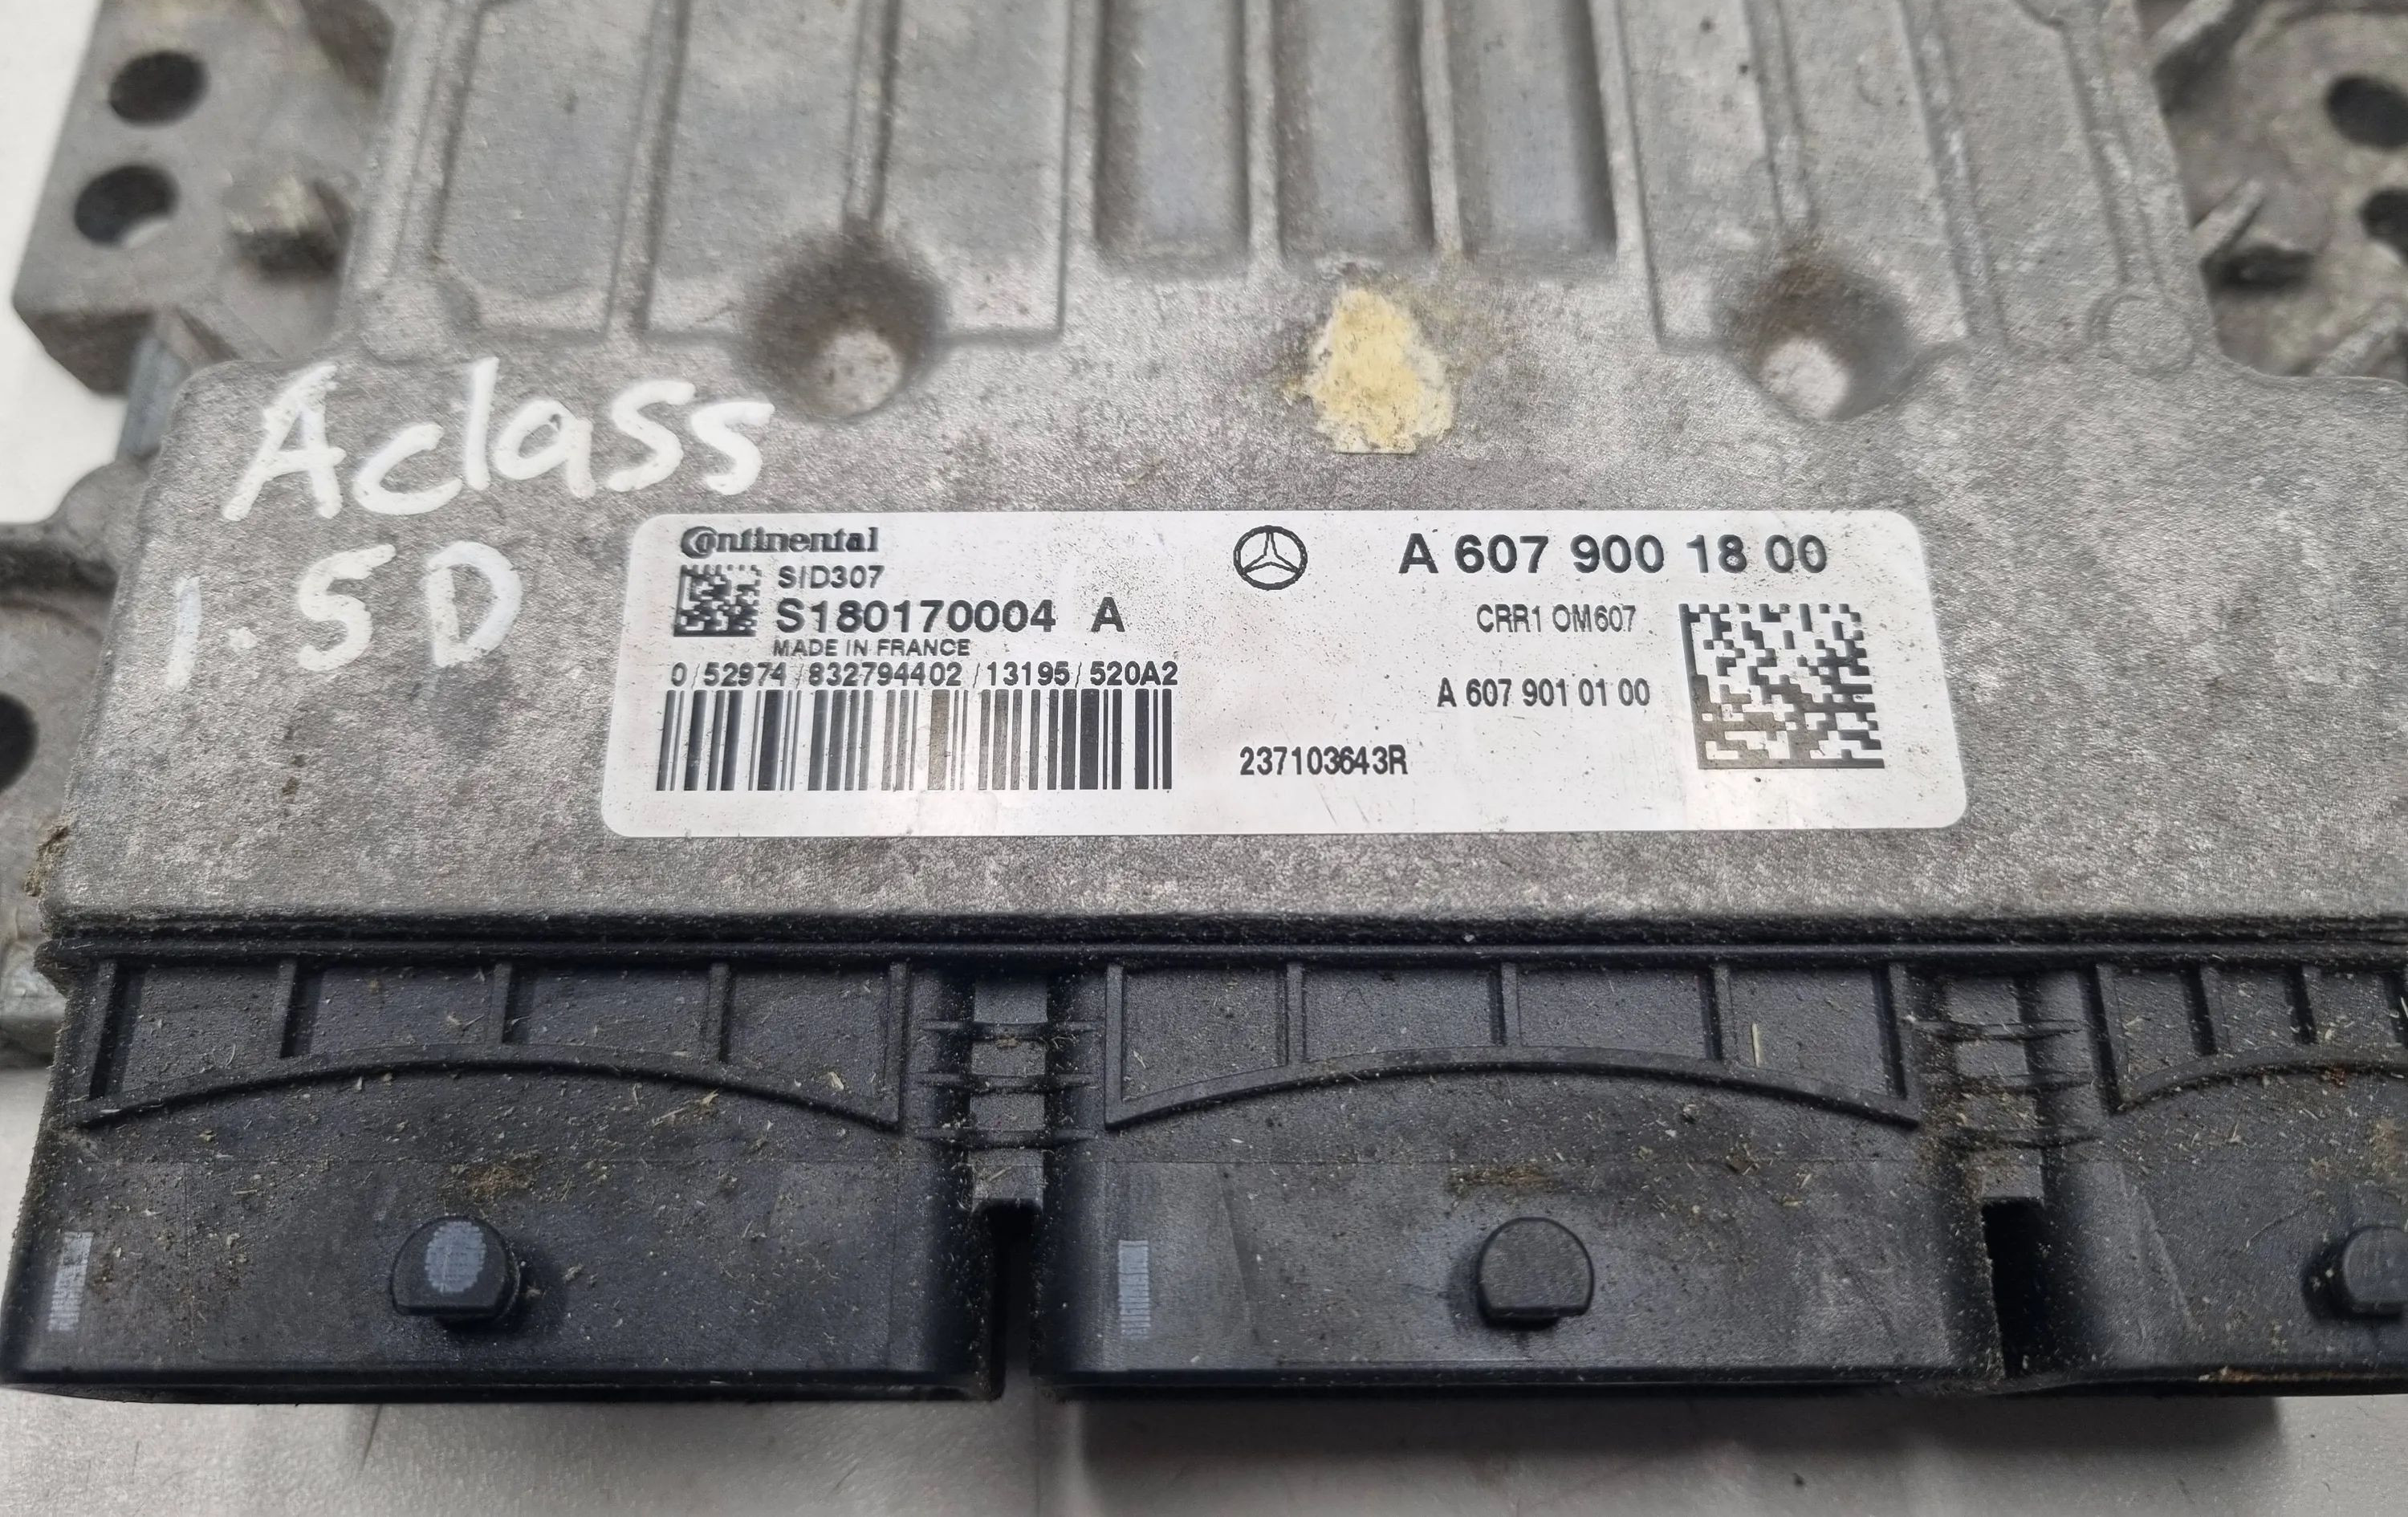 Aclass
1.5D
Continental
SID307
S180170004 A
MADE IN FRANCE
0/52974/832794402/13195/520A2
A 607 900 18 00
CRR1 OM607
A 607 901 01 00
237103643R